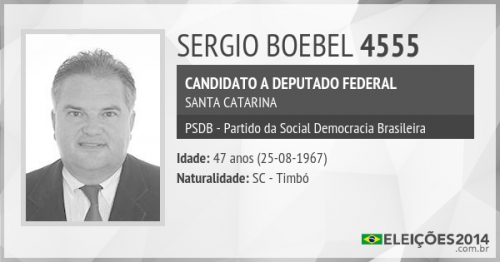 SERGIO BOEBEL 4555
CANDIDATO A DEPUTADO FEDERAL
SANTA CATARINA
PSDB - Partido da Social Democracia Brasileira
Idade: 47 anos (25-08-1967)
Naturalidade: SC - Timbó
ELEIÇÕES2014
.com.br